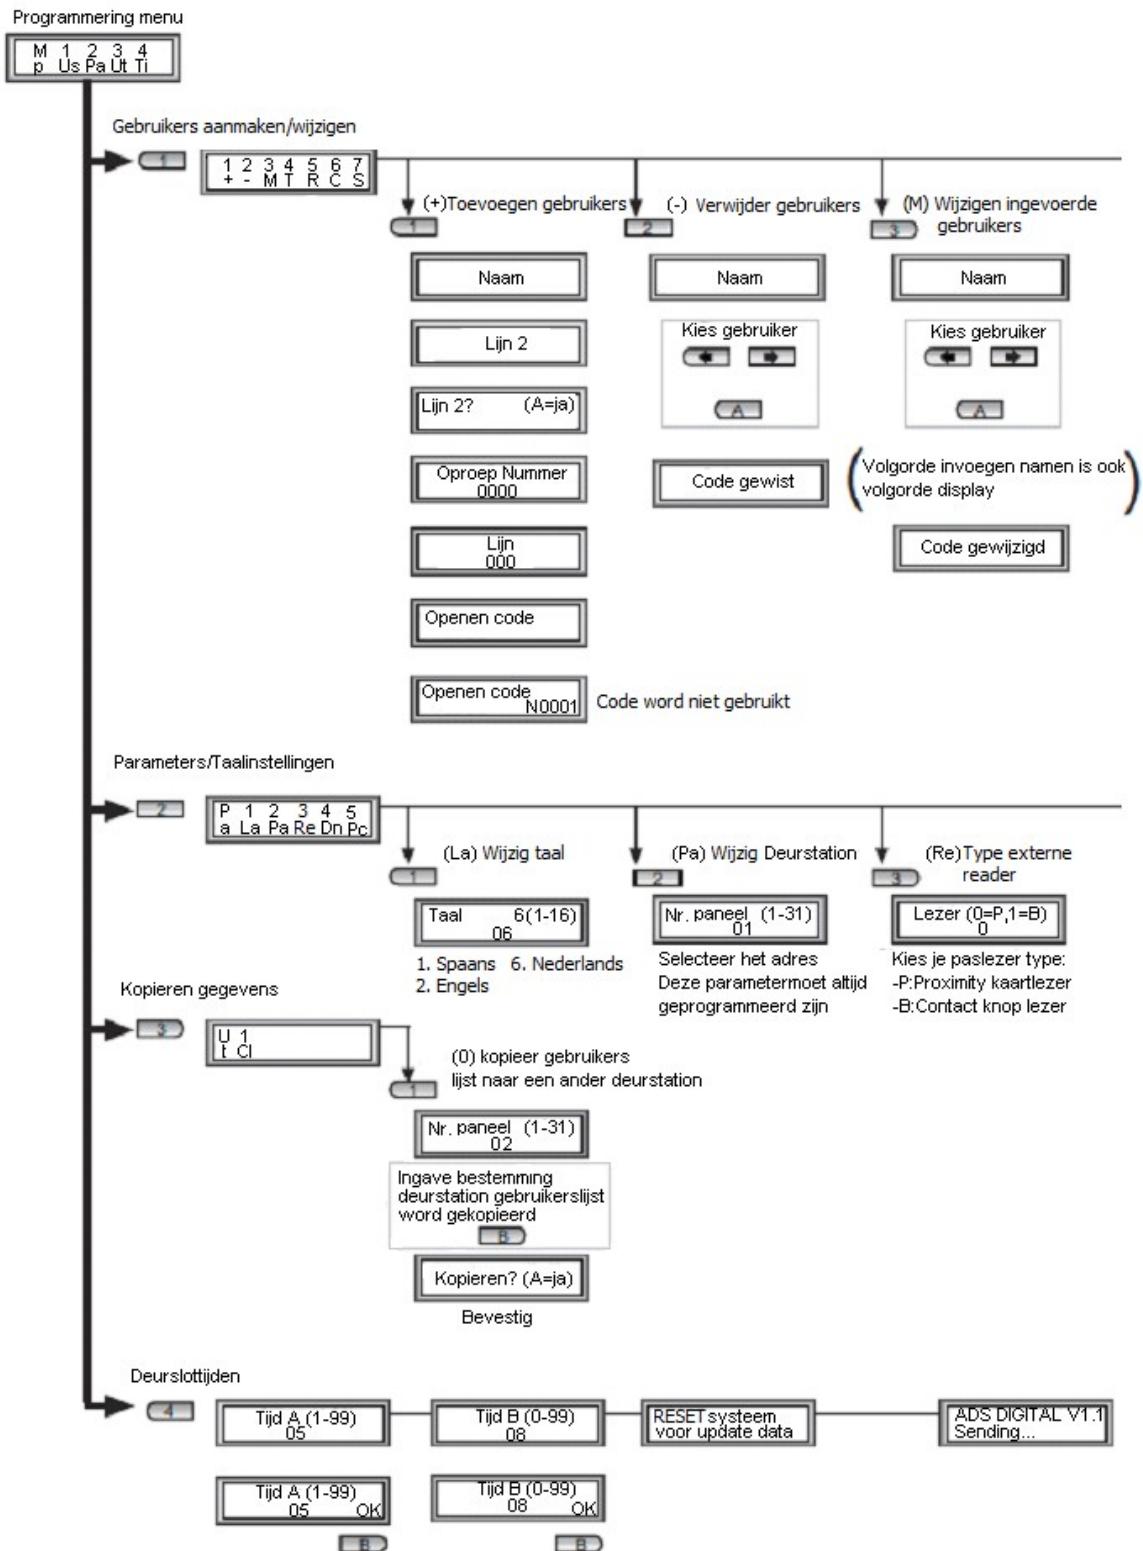 Programmering menu
M 1 2 3 4
p Us Pa Ut Ti
Gebruikers aanmaken/wijzigen
1
1 2 3 4 5 6 7
+ - M T R C S
(+)Toevoegen gebruikers
1
Naam
Lijn 2
Lijn 2? (A=ja)
Oproep Nummer
0000
Lijn
000
Openen code
Openen code
N0001
Code word niet gebruikt
(-) Verwijder gebruikers
2
Naam
Kies gebruiker
A
Code gewist
(M) Wijzigen ingevoerde
gebruikers
3
Naam
Kies gebruiker
A
(Volgorde invoegen namen is ook
volgorde display)
Code gewijzigd
Parameters/Taalinstellingen
2
P 1 2 3 4 5
a La Pa Re Dn Pc
(La) Wijzig taal
1
Taal 6(1-16)
06
1. Spaans 6. Nederlands
2. Engels
(Pa) Wijzig Deurstation
2
Nr. paneel (1-31)
01
Selecteer het adres
Deze parametermoet altijd
geprogrammeerd zijn
(Re)Type externe
reader
3
Lezer (0=P,1=B)
0
Kies je paslezer type:
-P:Proximity kaartlezer
-B:Contact knop lezer
Kopieren gegevens
3
U 1
t Cl
(0) kopieer gebruikers
lijst naar een ander deurstation
1
Nr. paneel (1-31)
02
Ingave bestemming
deurstation gebruikerslijst
word gekopieerd
B
Kopieren? (A=ja)
Bevestig
Deurslottijden
4
Tijd A (1-99)
05
Tijd B (0-99)
08
RESET systeem
voor update data
ADS DIGITAL V1.1
Sending...
Tijd A (1-99)
05 OK
B
Tijd B (0-99)
08 OK
B